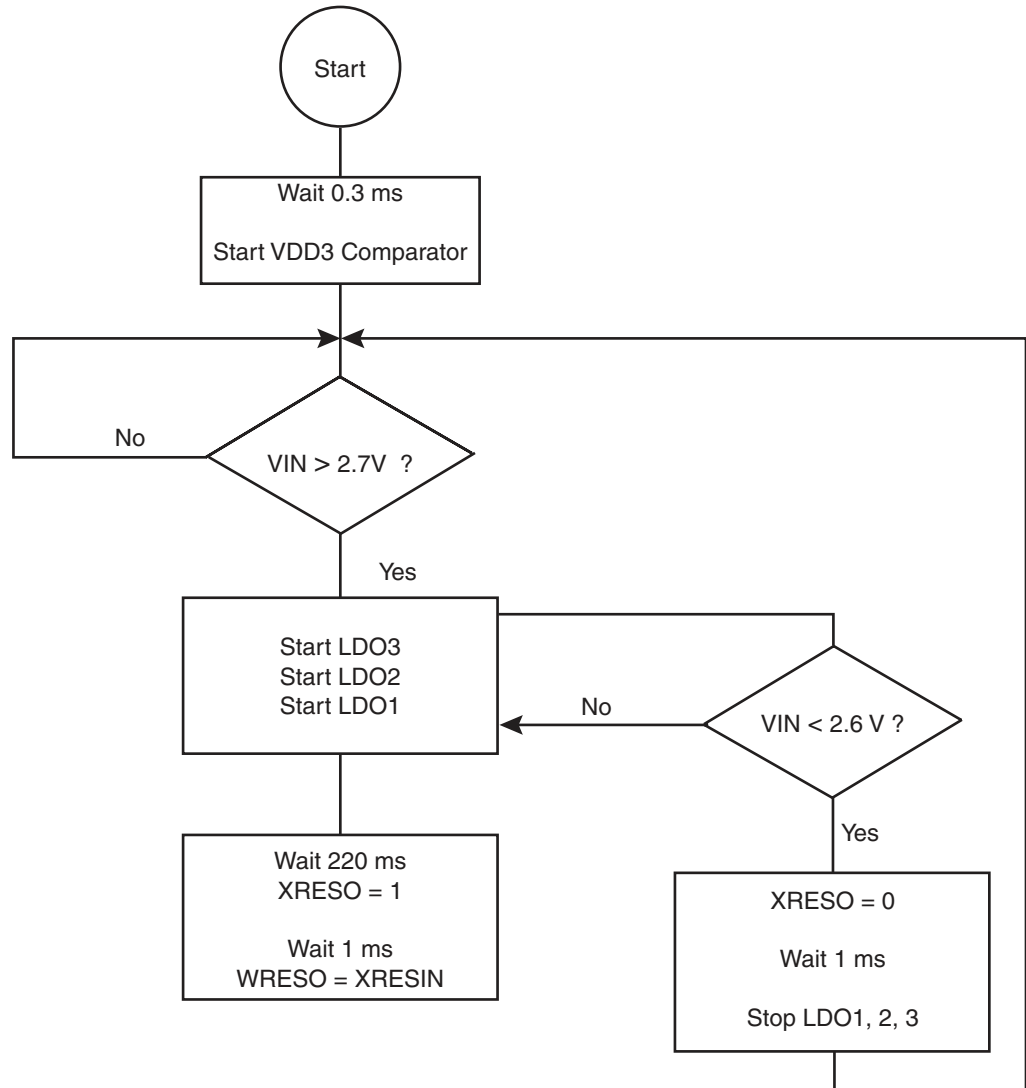 Start
Wait 0.3 ms
Start VDD3 Comparator
No
VIN > 2.7V ?
Yes
Start LDO3
Start LDO2
Start LDO1
No
VIN < 2.6 V ?
Yes
Wait 220 ms
XRESO = 1
Wait 1 ms
WRESO = XRESIN
XRESO = 0
Wait 1 ms
Stop LDO1, 2, 3